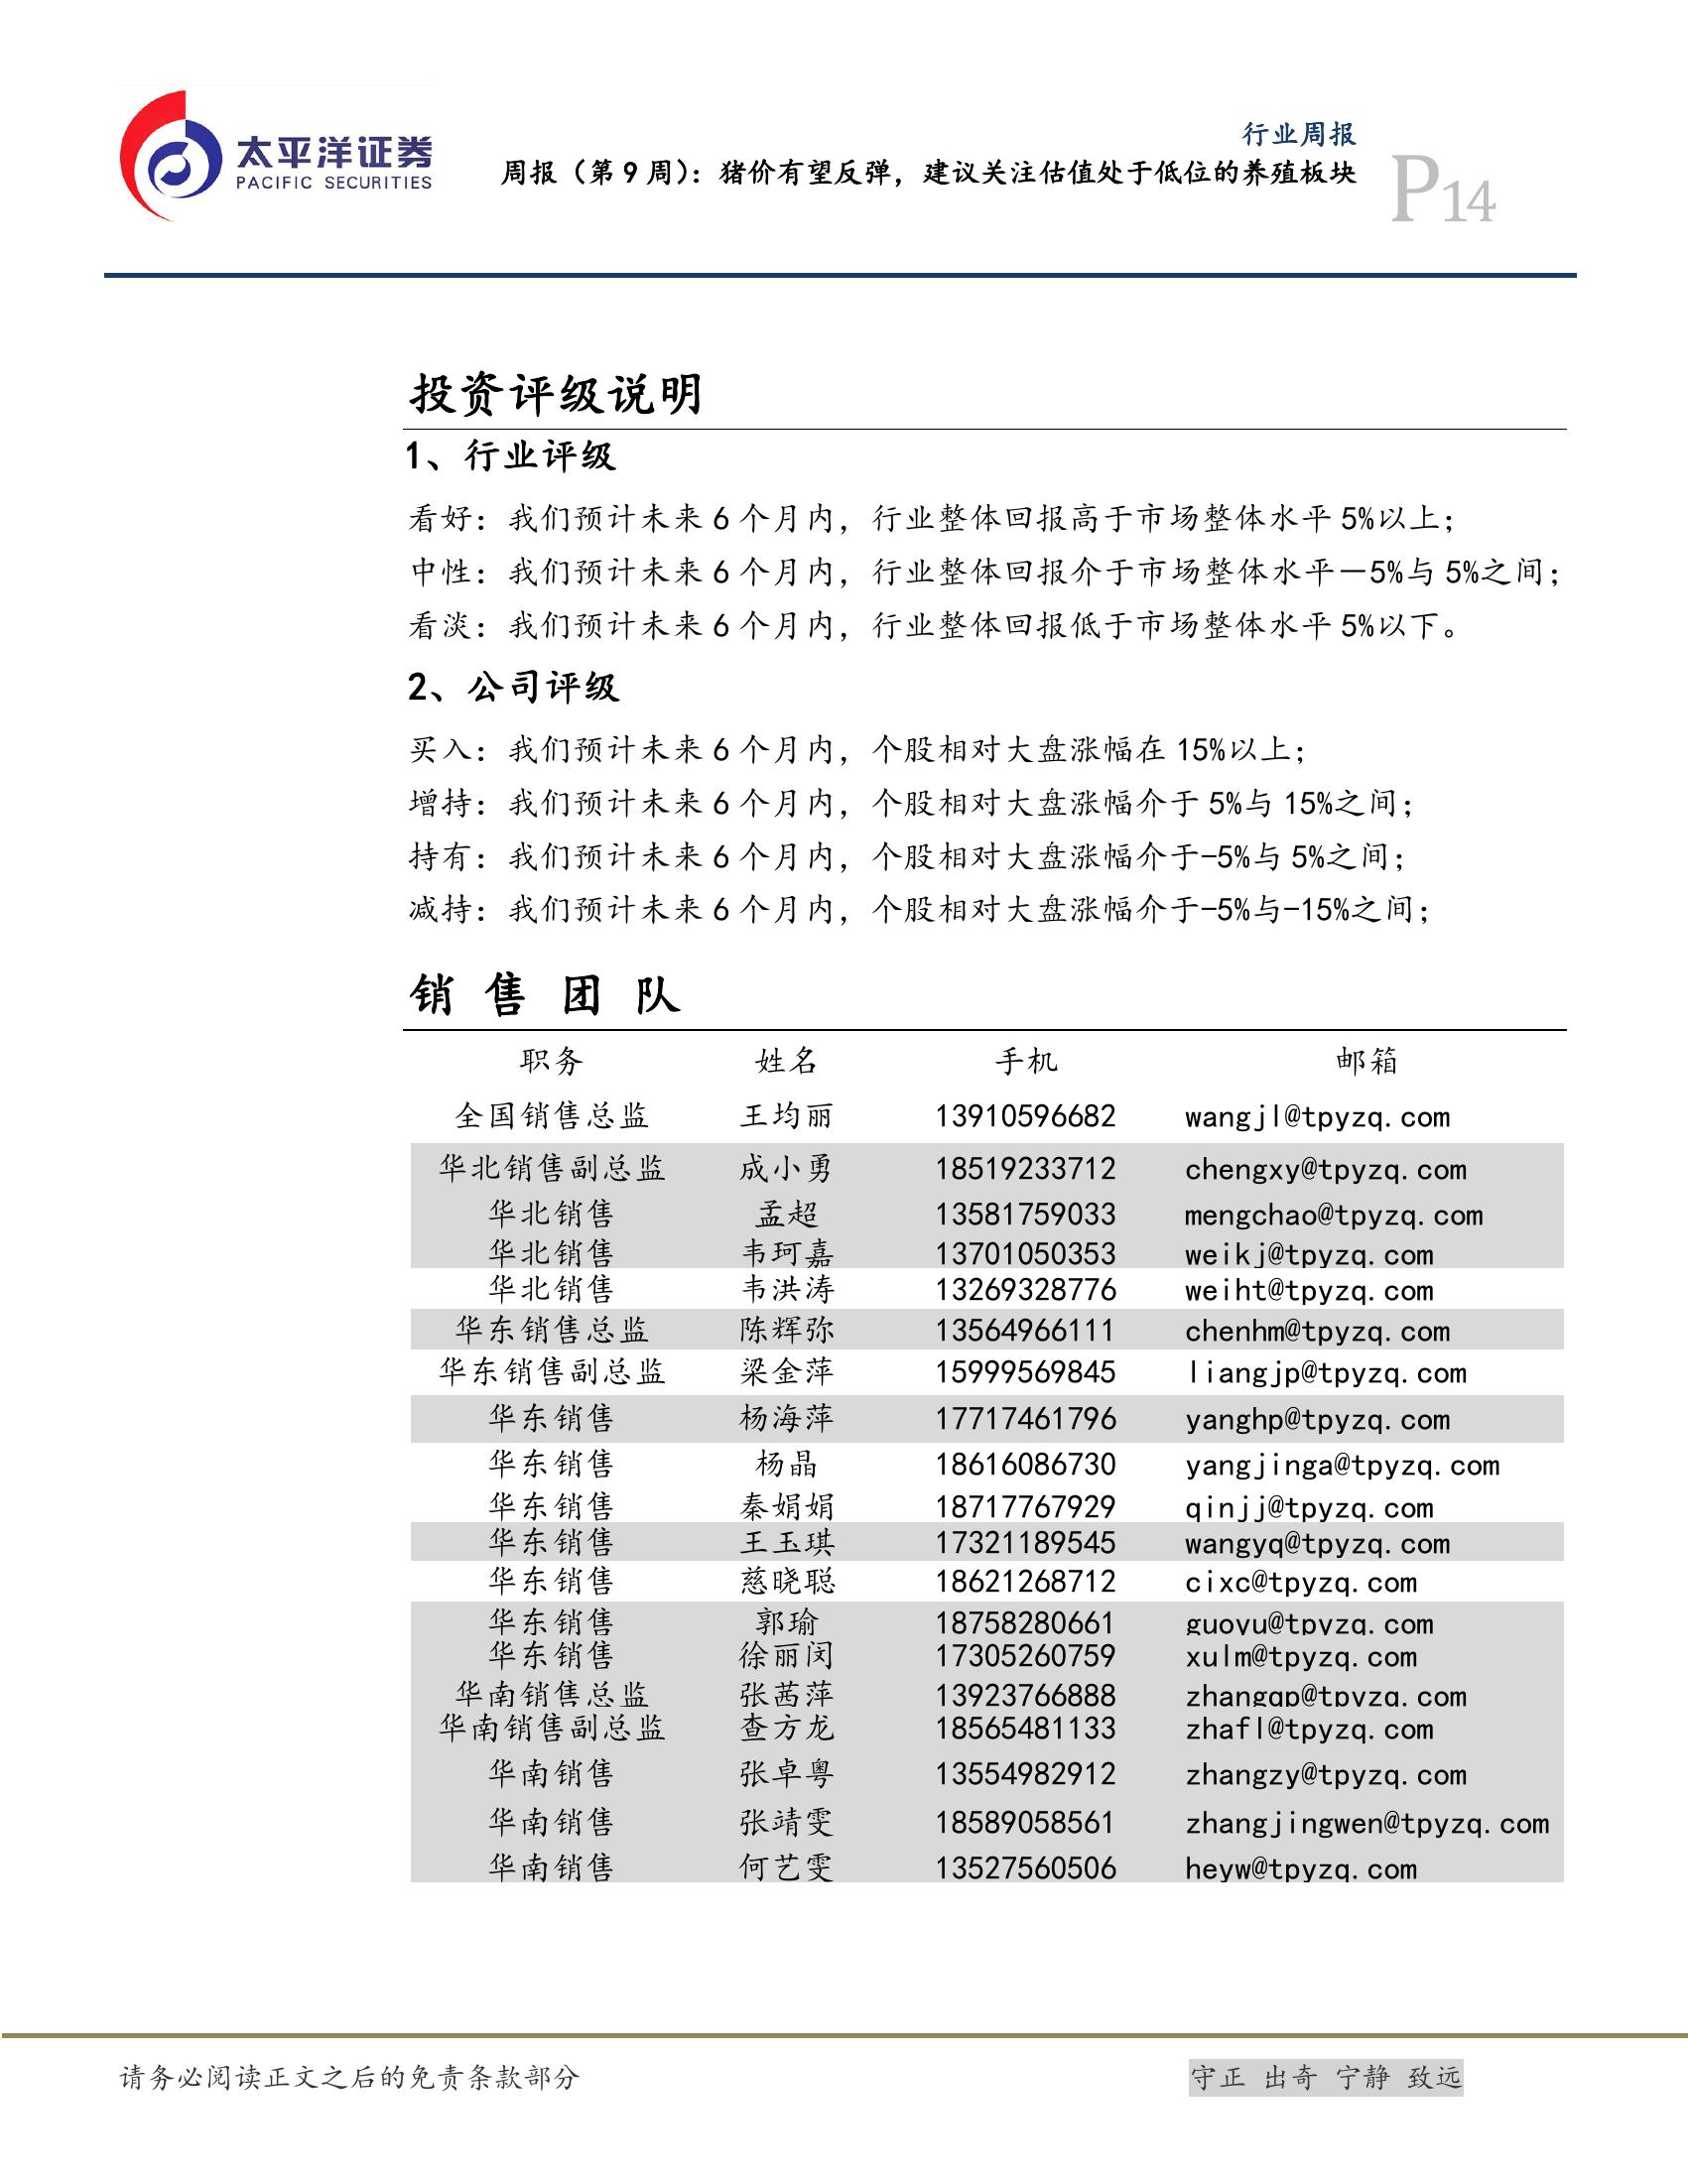 太平洋证券
PACIFIC SECURITIES
行业周报
周报（第 9 周）：猪价有望反弹，建议关注估值处于低位的养殖板块
P14
投资评级说明
1、行业评级
看好：我们预计未来 6 个月内，行业整体回报高于市场整体水平 5%以上；
中性：我们预计未来 6 个月内，行业整体回报介于市场整体水平－5%与 5%之间；
看淡：我们预计未来 6 个月内，行业整体回报低于市场整体水平 5%以下。
2、公司评级
买入：我们预计未来 6 个月内，个股相对大盘涨幅在 15%以上；
增持：我们预计未来 6 个月内，个股相对大盘涨幅介于 5%与 15%之间；
持有：我们预计未来 6 个月内，个股相对大盘涨幅介于-5%与 5%之间；
减持：我们预计未来 6 个月内，个股相对大盘涨幅介于-5%与-15%之间；
销 售 团 队
职务 姓名 手机 邮箱
全国销售总监 王均丽 13910596682 wangjl@tpyzq.com
华北销售副总监 成小勇 18519233712 chengxy@tpyzq.com
华北销售 孟超 13581759033 mengchao@tpyzq.com
华北销售 韦珂嘉 13701050353 weikj@tpyzq.com
华北销售 韦洪涛 13269328776 weiht@tpyzq.com
华东销售总监 陈辉弥 13564966111 chenhm@tpyzq.com
华东销售副总监 梁金萍 15999569845 liangjp@tpyzq.com
华东销售 杨海萍 17717461796 yanghp@tpyzq.com
华东销售 杨晶 18616086730 yangjinga@tpyzq.com
华东销售 秦娟娟 18717767929 qinjj@tpyzq.com
华东销售 王玉琪 17321189545 wangyq@tpyzq.com
华东销售 慈晓聪 18621268712 cixc@tpyzq.com
华东销售 郭瑜 18758280661 guoyu@tpyzq.com
华东销售 徐丽闵 17305260759 xulm@tpyzq.com
华南销售总监 张茜萍 13923766888 zhangqp@tpyzq.com
华南销售副总监 查方龙 18565481133 zhafl@tpyzq.com
华南销售 张卓粤 13554982912 zhangzy@tpyzq.com
华南销售 张靖雯 18589058561 zhangjingwen@tpyzq.com
华南销售 何艺雯 13527560506 heyw@tpyzq.com
请务必阅读正文之后的免责条款部分 守正 出奇 宁静 致远